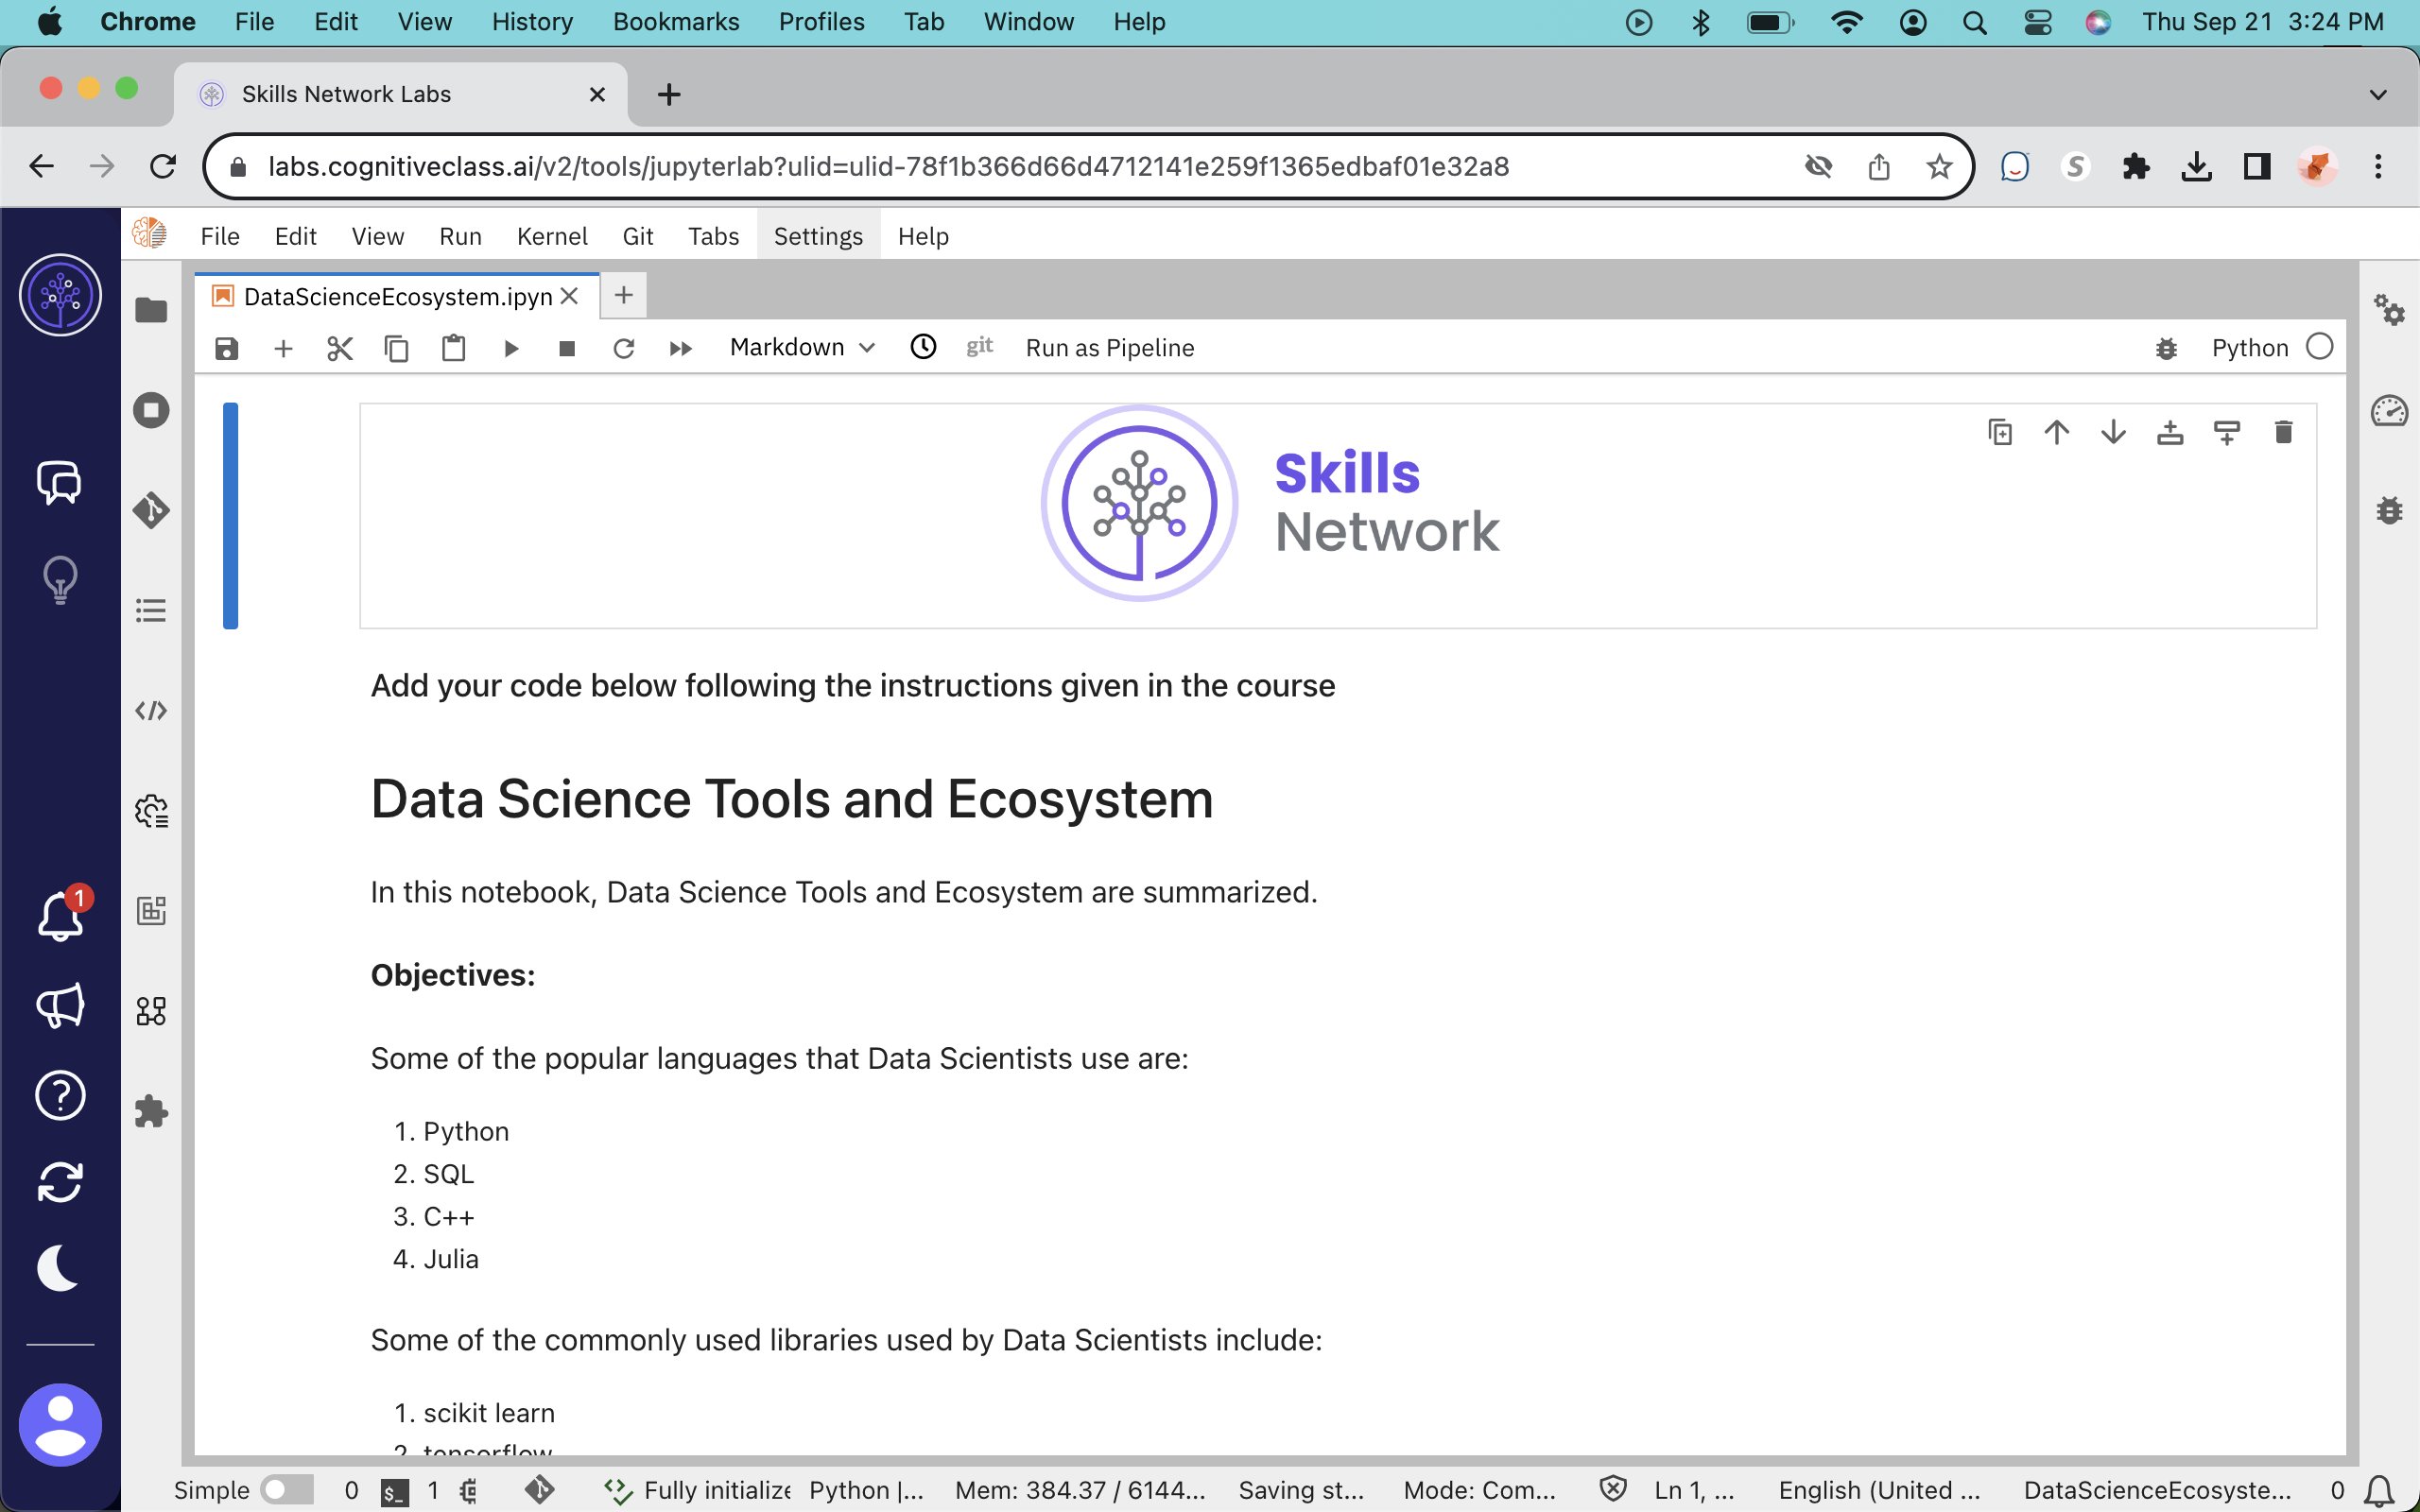 Chrome File Edit View History Bookmarks Profiles Tab Window Help Thu Sep 21 3:24 PM
Skills Network Labs
labs.cognitiveclass.ai/v2/tools/jupyterlab?ulid=ulid-78f1b366d66d4712141e259f1365edbaf01e32a8
File Edit View Run Kernel Git Tabs Settings Help
DataScienceEcosystem.ipyn
Markdown git Run as Pipeline Python
Skills
Network
Add your code below following the instructions given in the course
Data Science Tools and Ecosystem
In this notebook, Data Science Tools and Ecosystem are summarized.
Objectives:
Some of the popular languages that Data Scientists use are:
1. Python
2. SQL
3. C++
4. Julia
Some of the commonly used libraries used by Data Scientists include:
1. scikit learn
2. tensorflow
1
Simple 0 $_ 1 Fully initialize Python |... Mem: 384.37 / 6144... Saving st... Mode: Com... Ln 1, ... English (United ... DataScienceEcosyste... 0